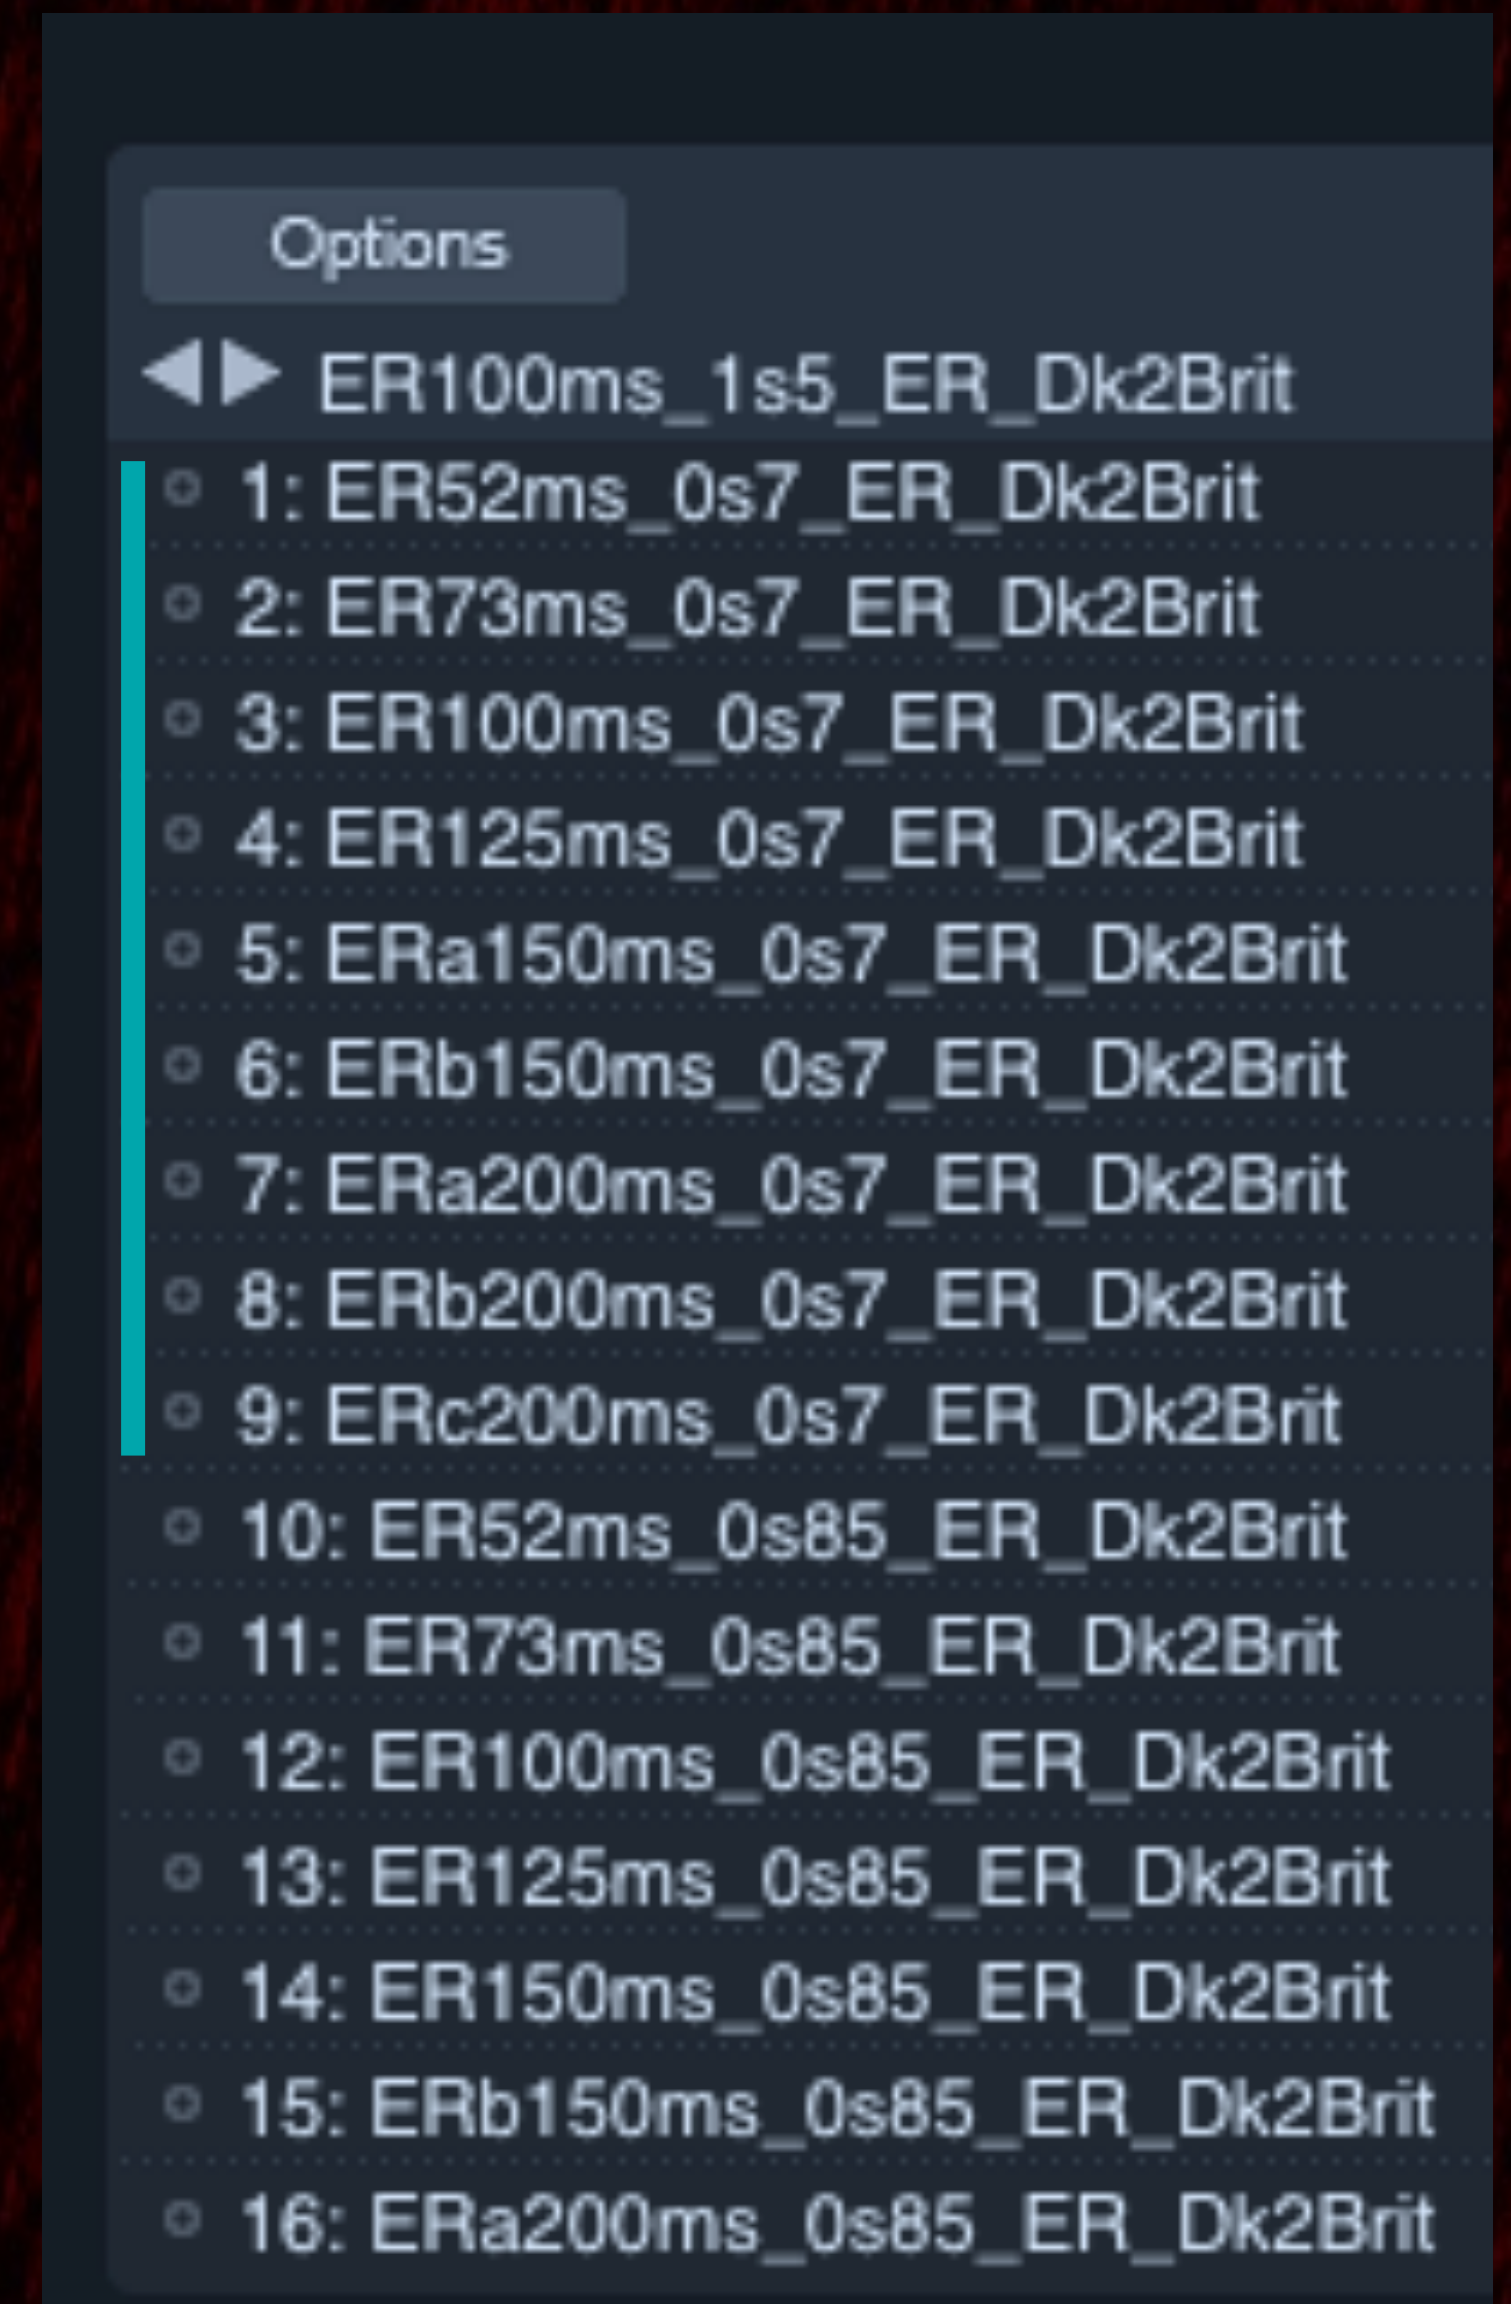 Options
ER100ms_1s5_ER_Dk2Brit
1: ER52ms_0s7_ER_Dk2Brit
2: ER73ms_0s7_ER_Dk2Brit
3: ER100ms_0s7_ER_Dk2Brit
4: ER125ms_0s7_ER_Dk2Brit
5: ERa150ms_0s7_ER_Dk2Brit
6: ERb150ms_0s7_ER_Dk2Brit
7: ERa200ms_0s7_ER_Dk2Brit
8: ERb200ms_0s7_ER_Dk2Brit
9: ERc200ms_0s7_ER_Dk2Brit
10: ER52ms_0s85_ER_Dk2Brit
11: ER73ms_0s85_ER_Dk2Brit
12: ER100ms_0s85_ER_Dk2Brit
13: ER125ms_0s85_ER_Dk2Brit
14: ER150ms_0s85_ER_Dk2Brit
15: ERb150ms_0s85_ER_Dk2Brit
16: ERa200ms_0s85_ER_Dk2Brit